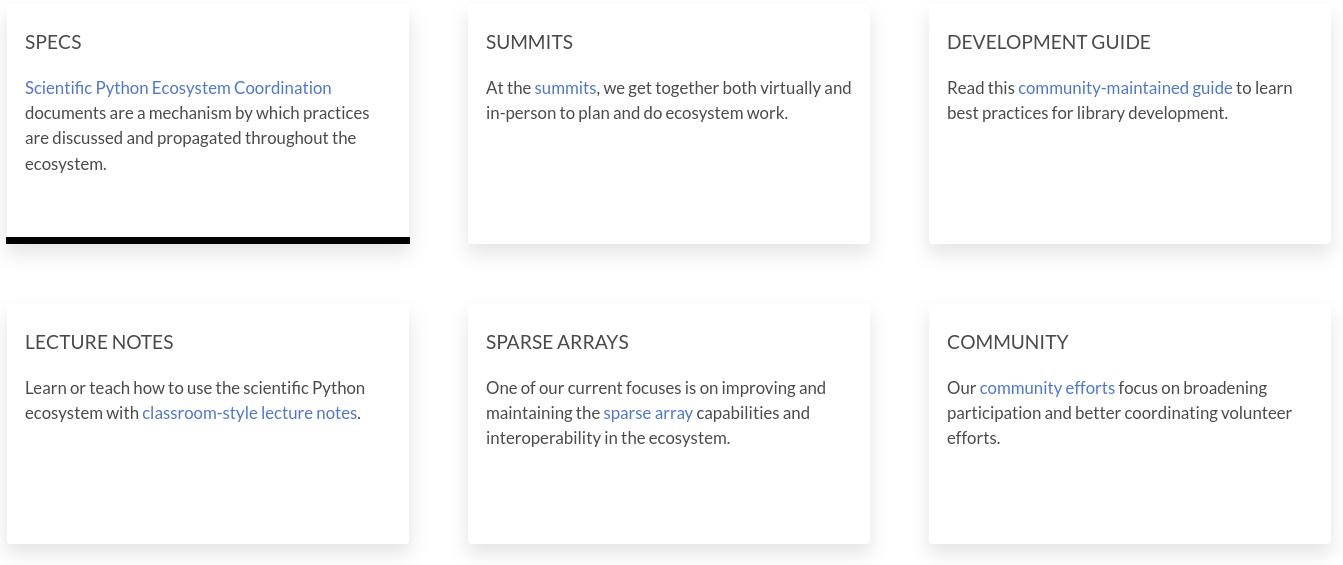 SPECS
Scientific Python Ecosystem Coordination
documents are a mechanism by which practices
are discussed and propagated throughout the
ecosystem.
SUMMITS
At the summits, we get together both virtually and
in-person to plan and do ecosystem work.
DEVELOPMENT GUIDE
Read this community-maintained guide to learn
best practices for library development.
LECTURE NOTES
Learn or teach how to use the scientific Python
ecosystem with classroom-style lecture notes.
SPARSE ARRAYS
One of our current focuses is on improving and
maintaining the sparse array capabilities and
interoperability in the ecosystem.
COMMUNITY
Our community efforts focus on broadening
participation and better coordinating volunteer
efforts.